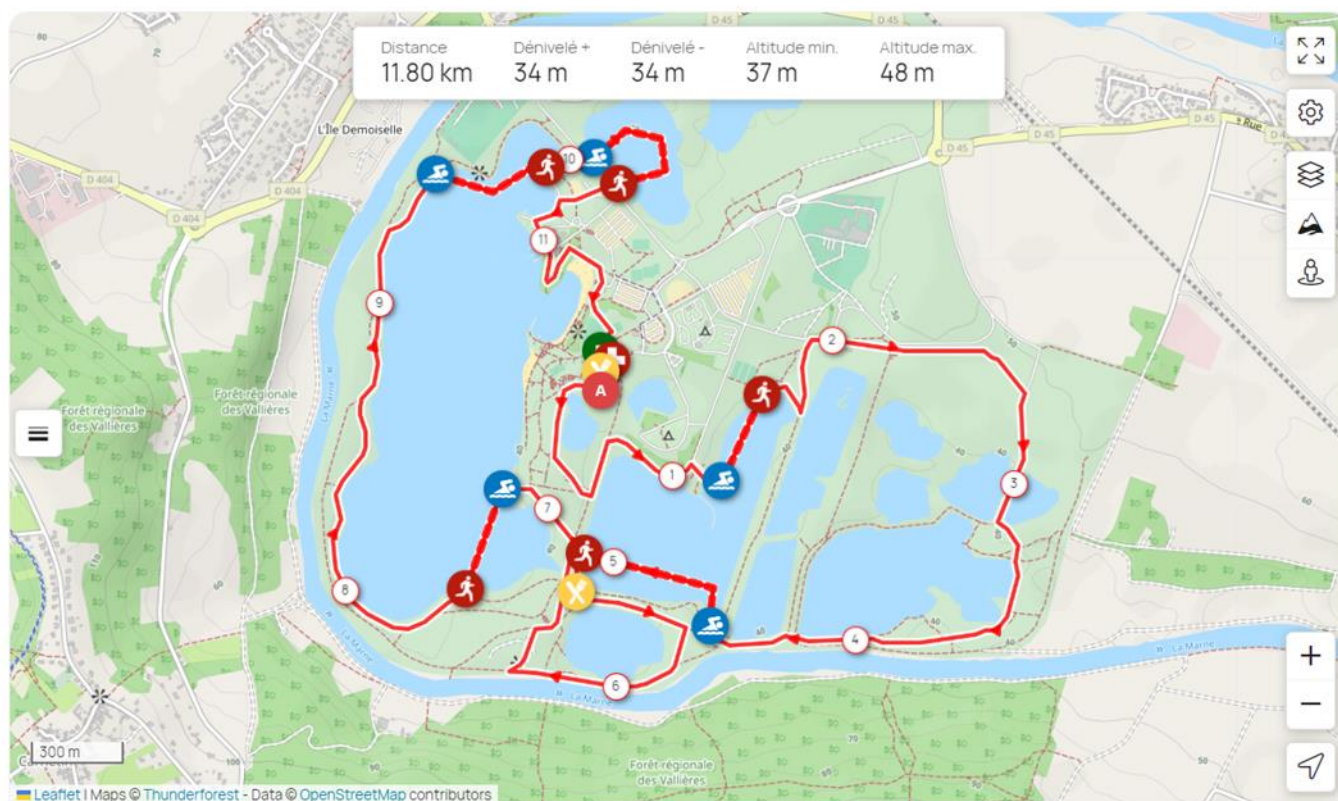 Distance
11.80 km
Dénivelé +
34 m
Dénivelé -
34 m
Altitude min.
37 m
Altitude max.
48 m
D 45
D 45
D 45
Rue
L'Île Demoiselle
D 404
D 404
10
11
9
2
Forêt régionale
des Vallières
Forêt régionale
des Vallières
La Marne
A
1
3
7
5
8
4
6
La Marne
La Marne
La Marne
300 m
Forêt régionale
des Vallières
+
−
Leaflet | Maps © Thunderforest - Data © OpenStreetMap contributors